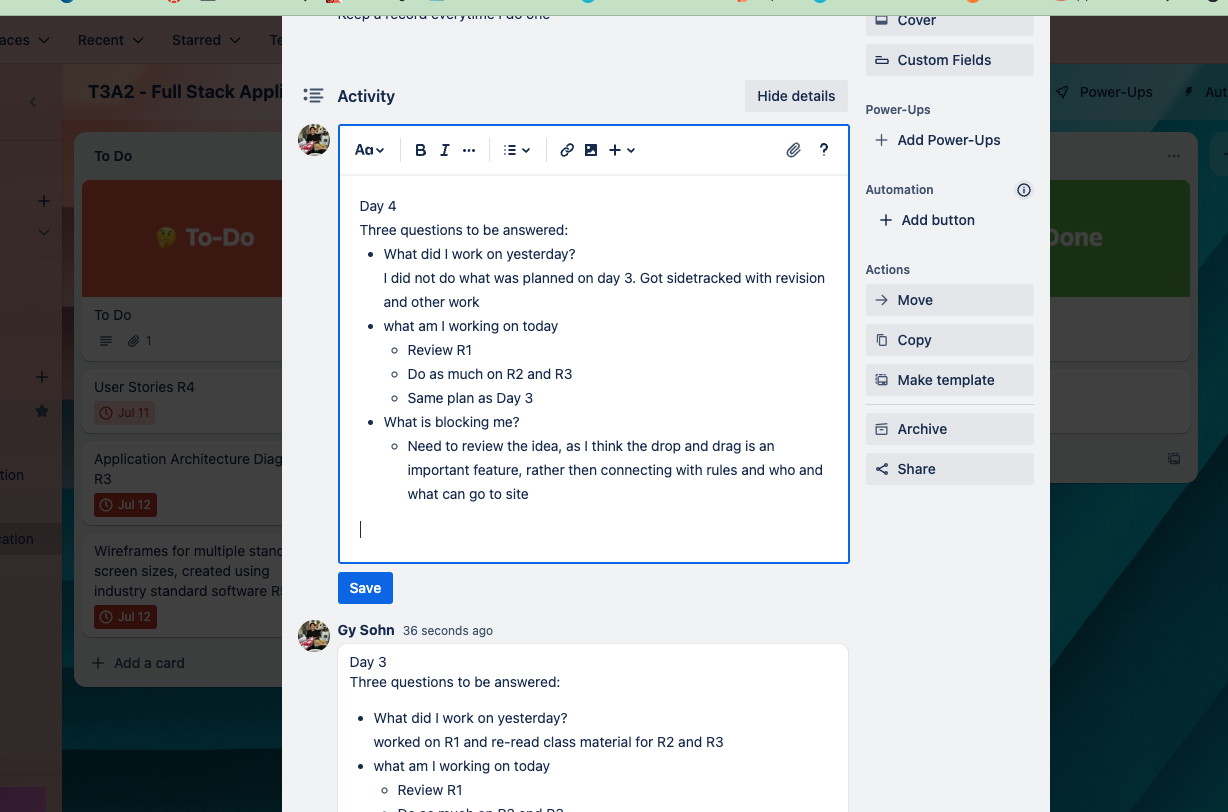 Keep a record everytime I do one
Cover
aces
Recent
Starred
Te
Custom Fields
T3A2 - Full Stack Appli
Activity
Hide details
Power-Ups
Aut
Power-Ups
Add Power-Ups
Automation
Add button
Actions
Move
Copy
Make template
Archive
Share
To Do
🤔 To-Do
To Do
1
User Stories R4
Jul 11
Application Architecture Diag
R3
Jul 12
Wireframes for multiple stand
screen sizes, created using
industry standard software R
Jul 12
+ Add a card
tion
cation
Done
Aa
B
I
?
Day 4
Three questions to be answered:
• What did I work on yesterday?
I did not do what was planned on day 3. Got sidetracked with revision
and other work
• what am I working on today
◦ Review R1
◦ Do as much on R2 and R3
◦ Same plan as Day 3
• What is blocking me?
◦ Need to review the idea, as I think the drop and drag is an
important feature, rather then connecting with rules and who and
what can go to site
Save
Gy Sohn 36 seconds ago
Day 3
Three questions to be answered:
• What did I work on yesterday?
worked on R1 and re-read class material for R2 and R3
• what am I working on today
◦ Review R1
◦ Do as much on R2 and R3